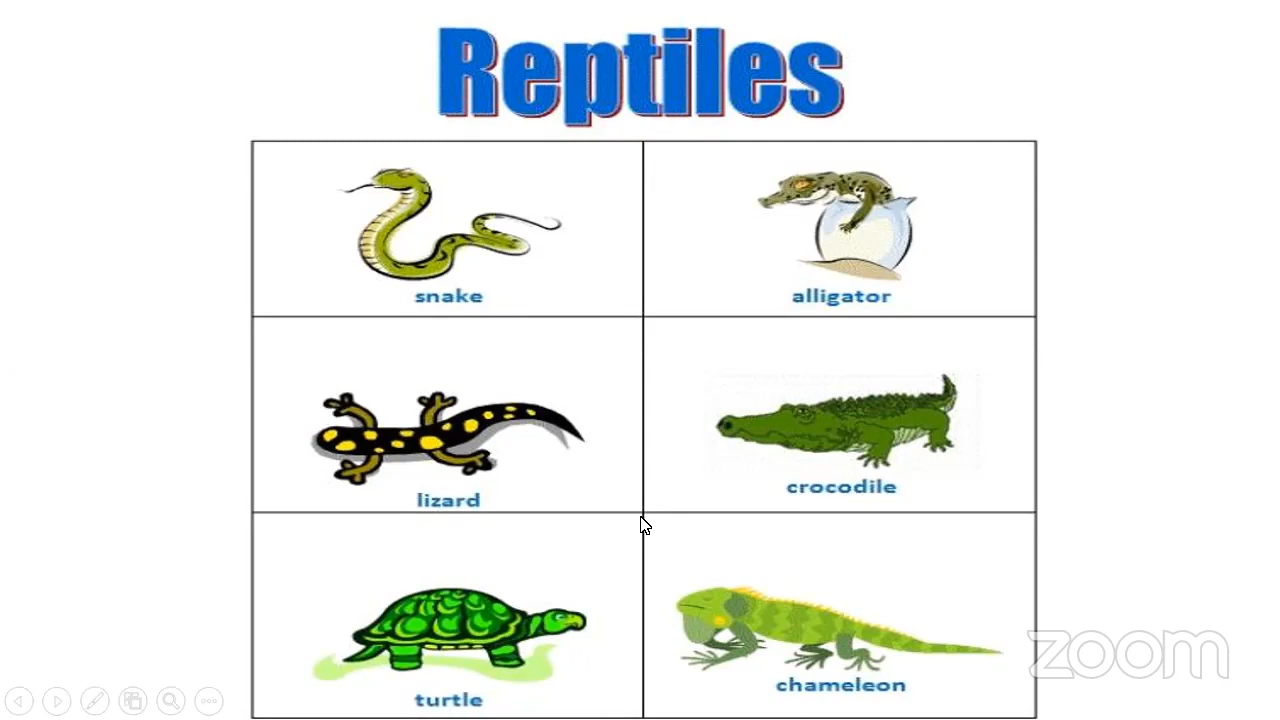 Reptiles
snake
alligator
lizard
crocodile
turtle
chameleon
zoom